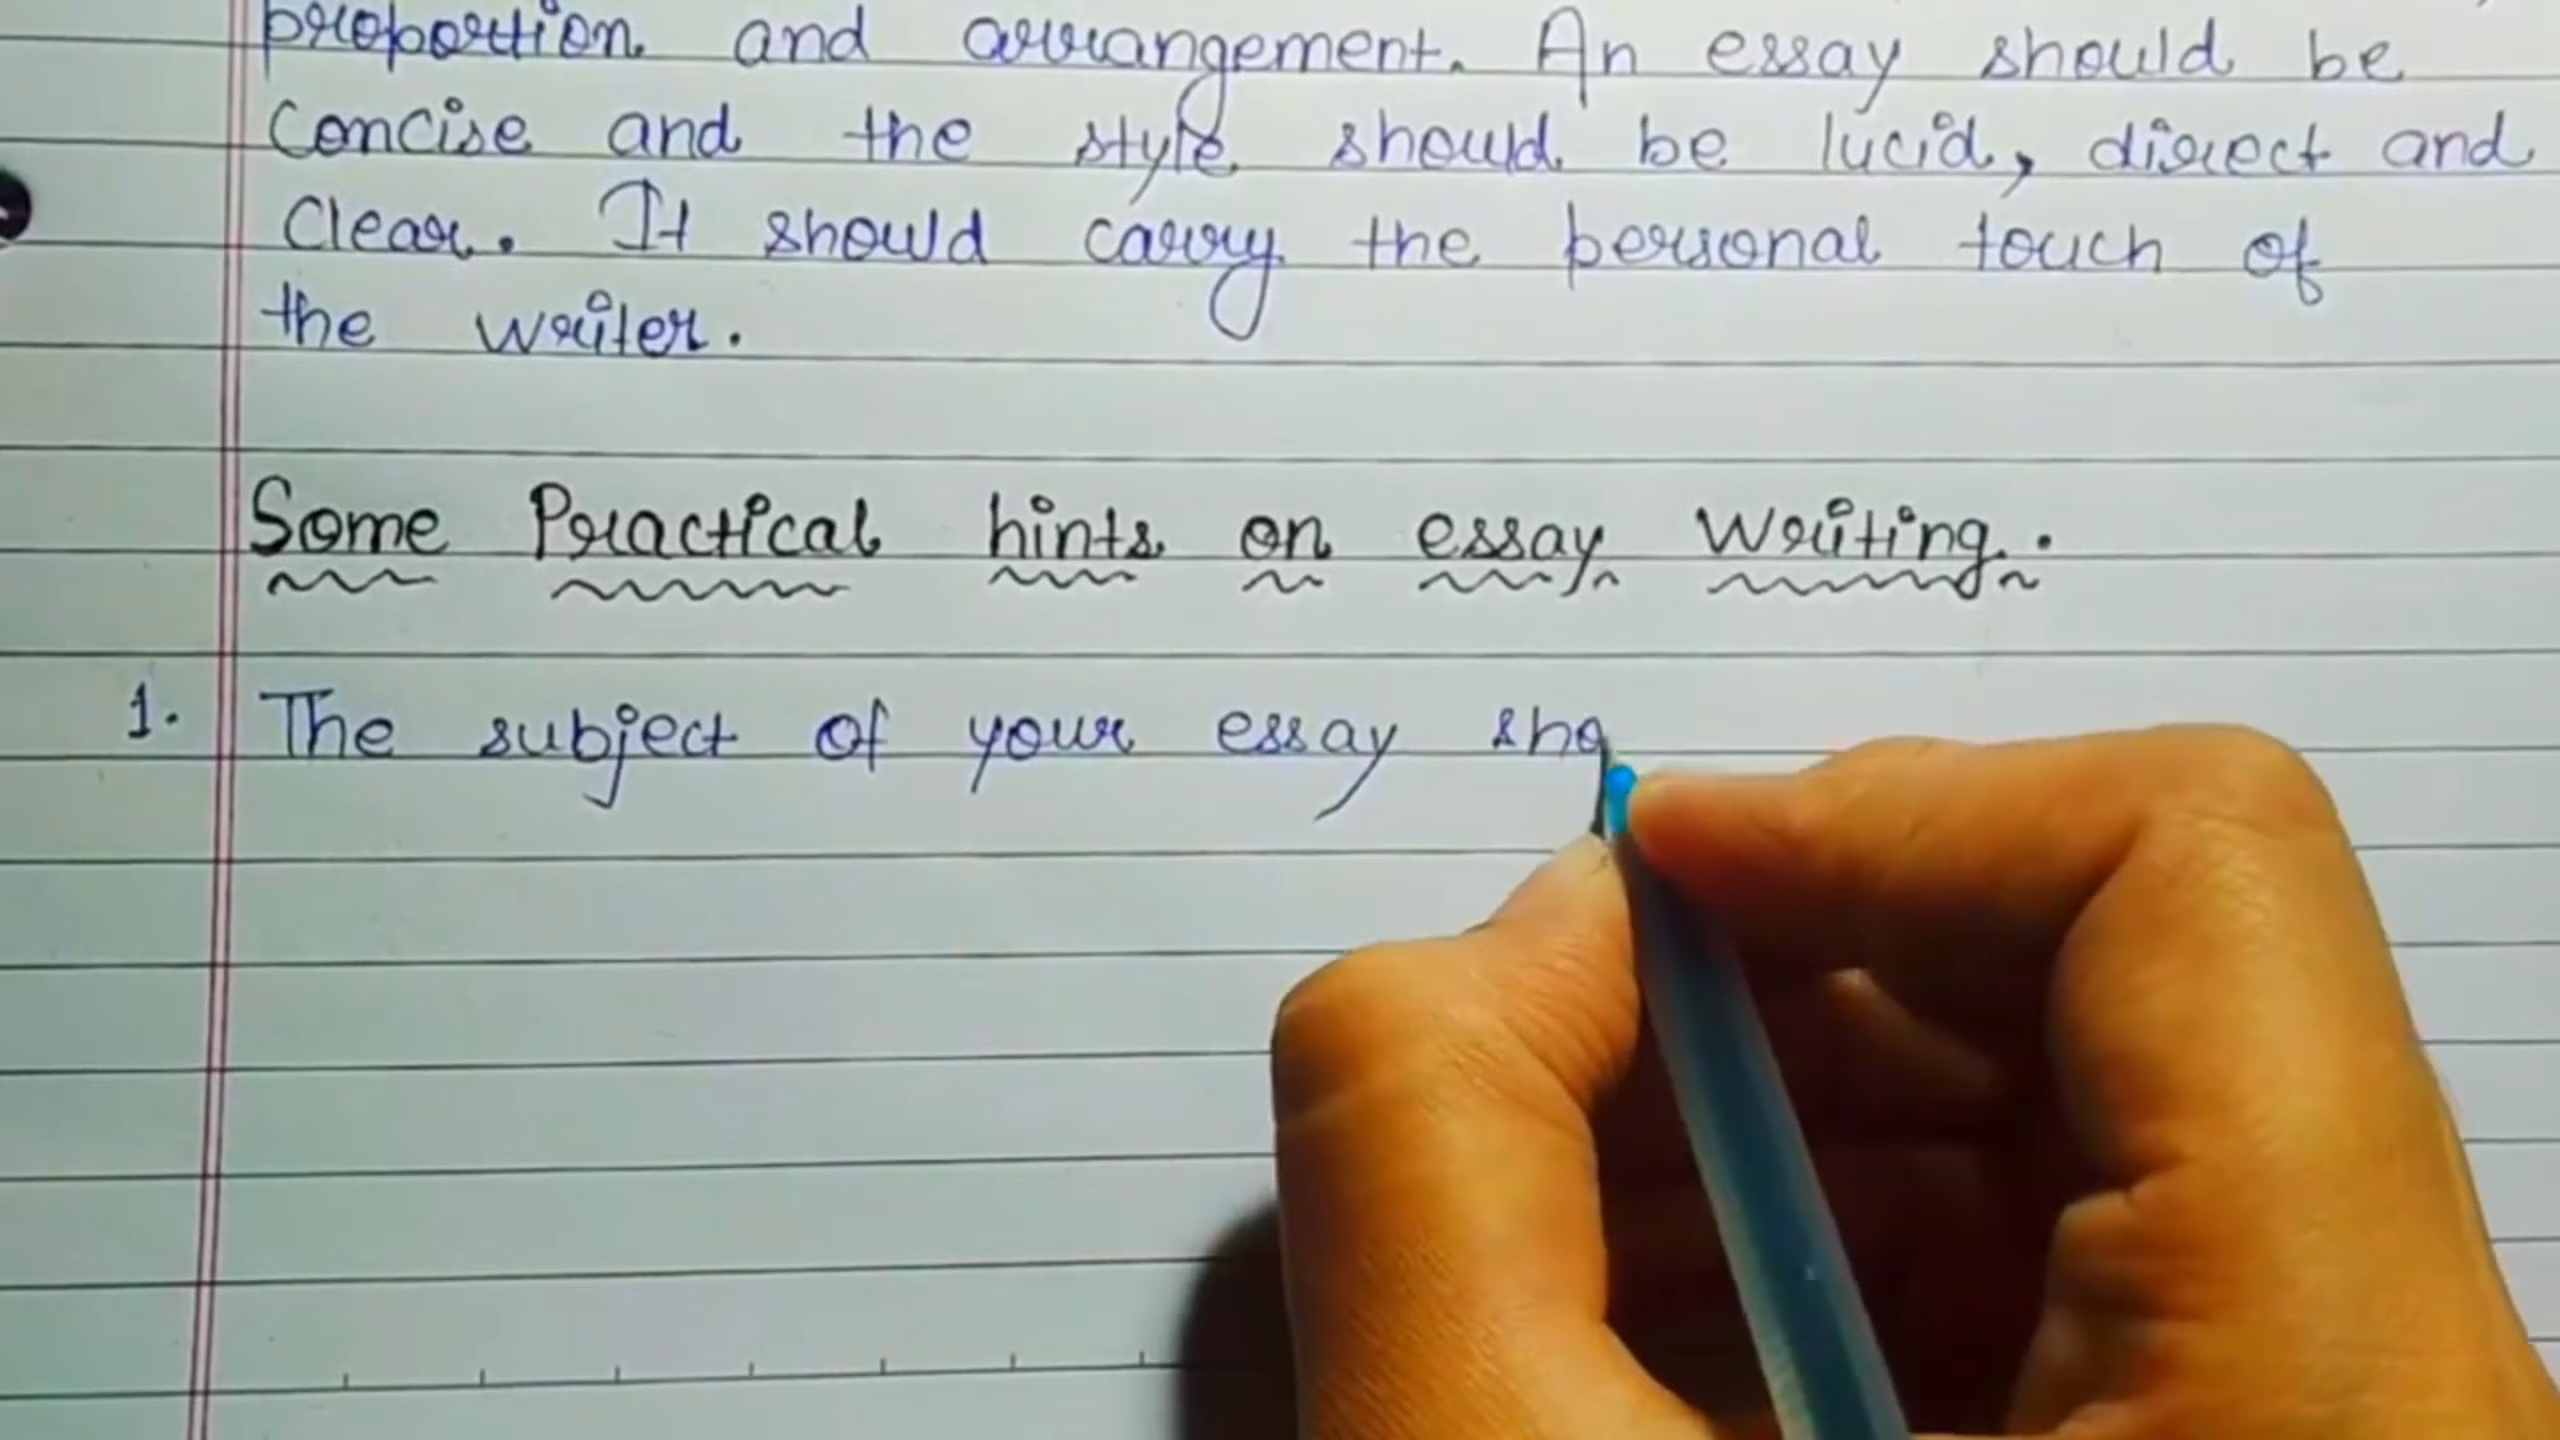 proportion and arrangement. An essay should be
Concise and the style should be lucid, direct and
Clear. It should carry the personal touch of
the writer.
Some Practical hints on essay Writing.
1. The subject of your essay sho